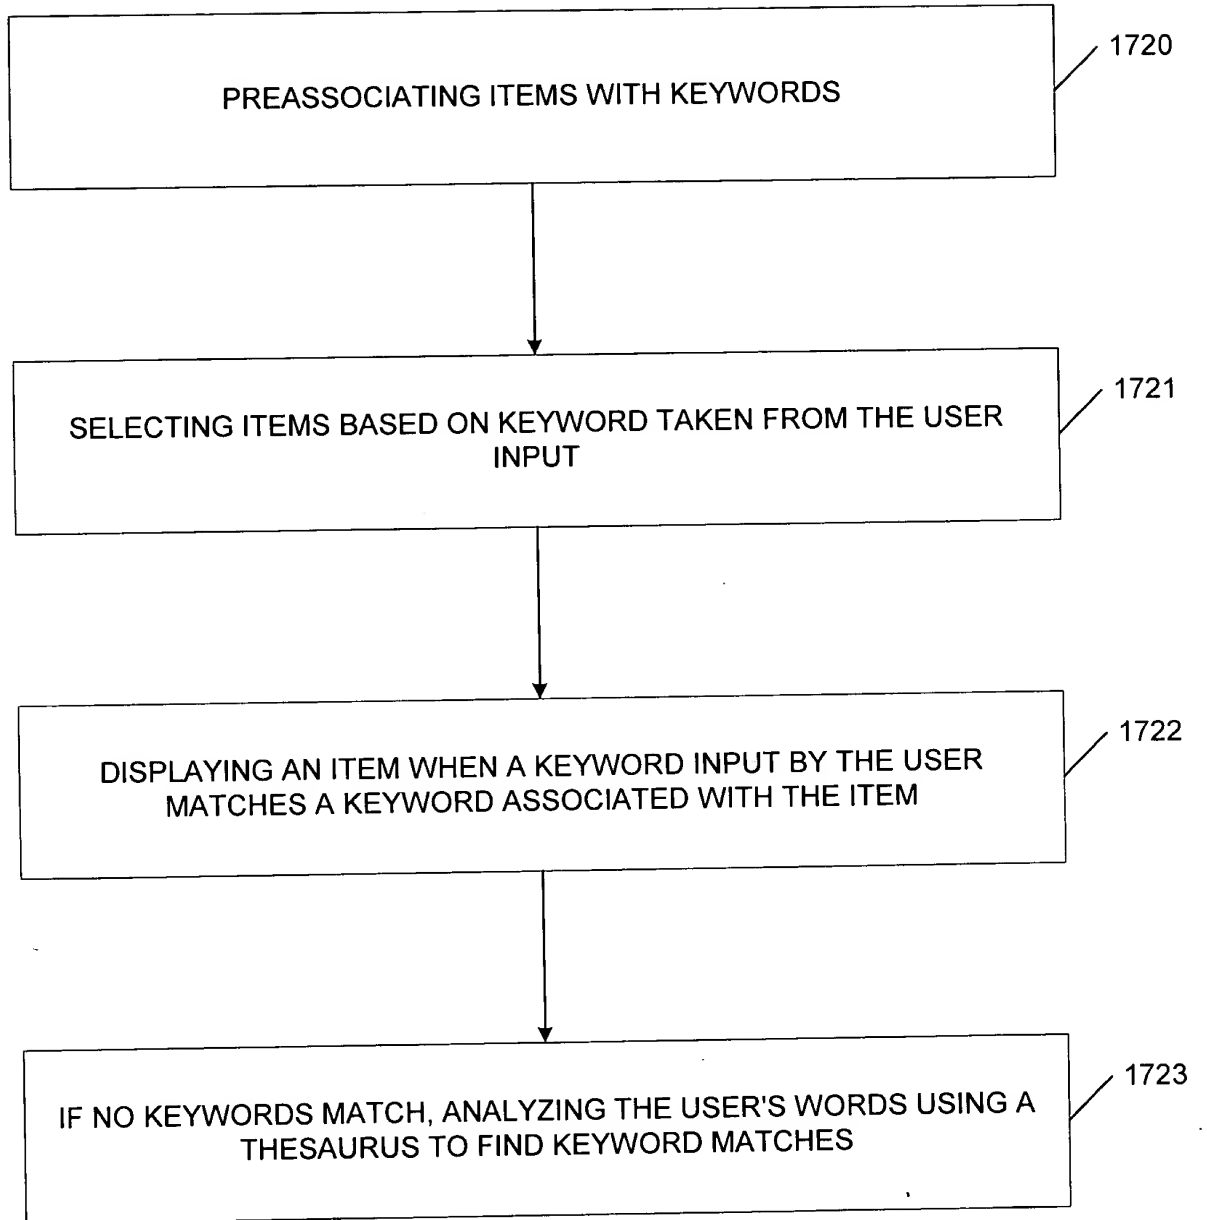 1720
PREASSOCIATING ITEMS WITH KEYWORDS
1721
SELECTING ITEMS BASED ON KEYWORD TAKEN FROM THE USER
INPUT
1722
DISPLAYING AN ITEM WHEN A KEYWORD INPUT BY THE USER
MATCHES A KEYWORD ASSOCIATED WITH THE ITEM
1723
IF NO KEYWORDS MATCH, ANALYZING THE USER'S WORDS USING A
THESAURUS TO FIND KEYWORD MATCHES